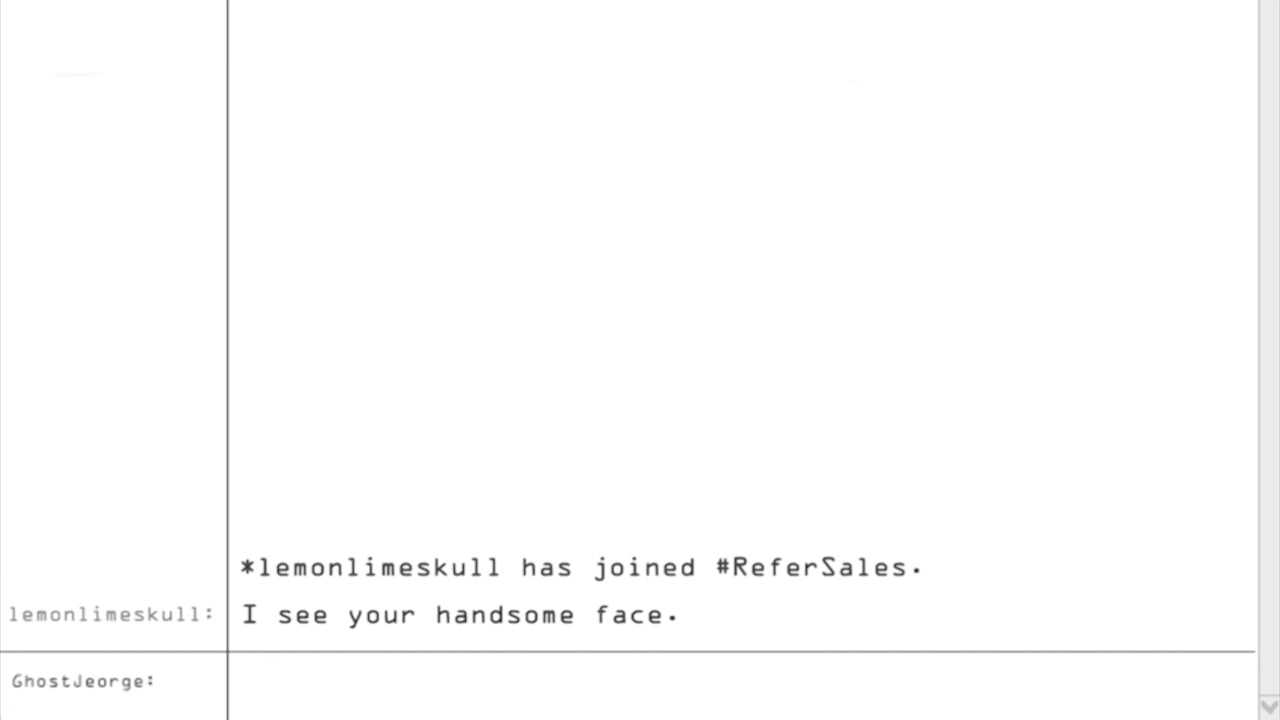 *lemonlimeskull has joined #ReferSales.
lemonlimeskull: I see your handsome face.
GhostJeorge: